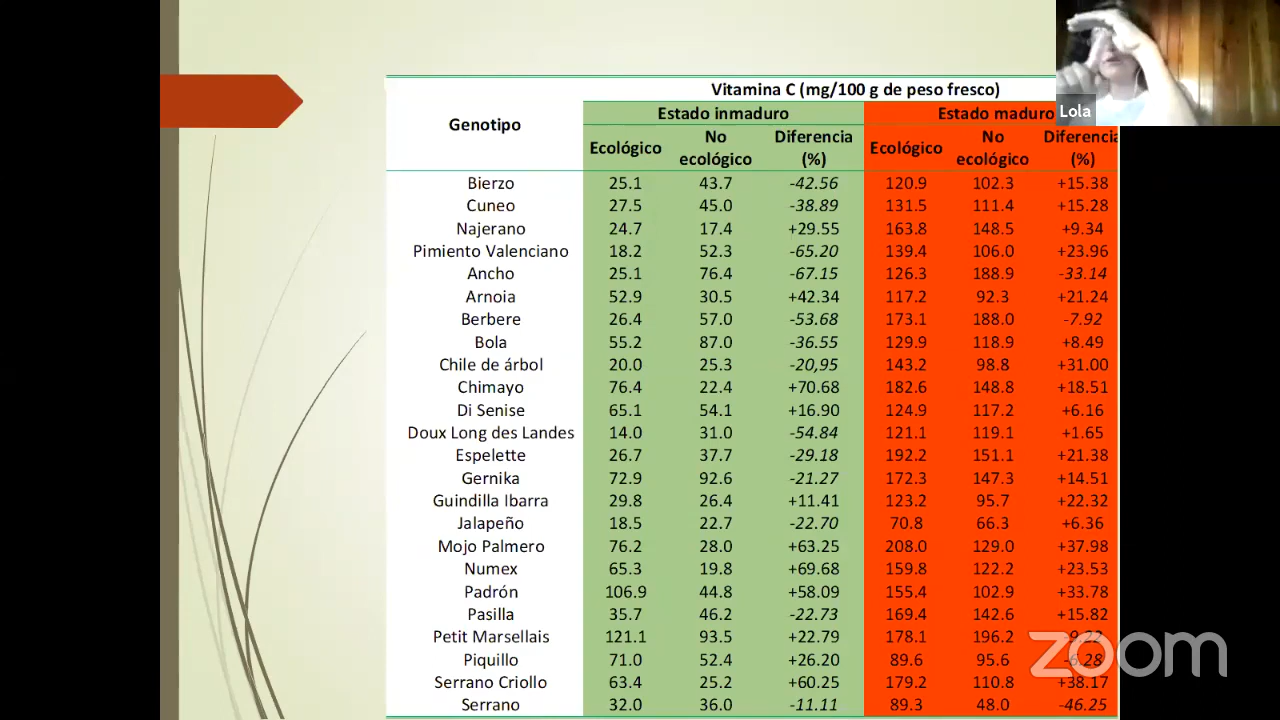 Lola
Vitamina C (mg/100 g de peso fresco)
Genotipo Estado inmaduro Estado maduro
Ecológico No ecológico Diferencia (%) Ecológico No ecológico Diferencia (%)
Bierzo 25.1 43.7 -42.56 120.9 102.3 +15.38
Cuneo 27.5 45.0 -38.89 131.5 111.4 +15.28
Najerano 24.7 17.4 +29.55 163.8 148.5 +9.34
Pimiento Valenciano 18.2 52.3 -65.20 139.4 106.0 +23.96
Ancho 25.1 76.4 -67.15 126.3 188.9 -33.14
Arnoia 52.9 30.5 +42.34 117.2 92.3 +21.24
Berbere 26.4 57.0 -53.68 173.1 188.0 -7.92
Bola 55.2 87.0 -36.55 129.9 118.9 +8.49
Chile de árbol 20.0 25.3 -20,95 143.2 98.8 +31.00
Chimayo 76.4 22.4 +70.68 182.6 148.8 +18.51
Di Senise 65.1 54.1 +16.90 124.9 117.2 +6.16
Doux Long des Landes 14.0 31.0 -54.84 121.1 119.1 +1.65
Espelette 26.7 37.7 -29.18 192.2 151.1 +21.38
Gernika 72.9 92.6 -21.27 172.3 147.3 +14.51
Guindilla Ibarra 29.8 26.4 +11.41 123.2 95.7 +22.32
Jalapeño 18.5 22.7 -22.70 70.8 66.3 +6.36
Mojo Palmero 76.2 28.0 +63.25 208.0 129.0 +37.98
Numex 65.3 19.8 +69.68 159.8 122.2 +23.53
Padrón 106.9 44.8 +58.09 155.4 102.9 +33.78
Pasilla 35.7 46.2 -22.73 169.4 142.6 +15.82
Petit Marsellais 121.1 93.5 +22.79 178.1 196.2
Piquillo 71.0 52.4 +26.20 89.6 95.6 -6.28
Serrano Criollo 63.4 25.2 +60.25 179.2 110.8 +38.17
Serrano 32.0 36.0 -11.11 89.3 48.0 -46.25
zoom